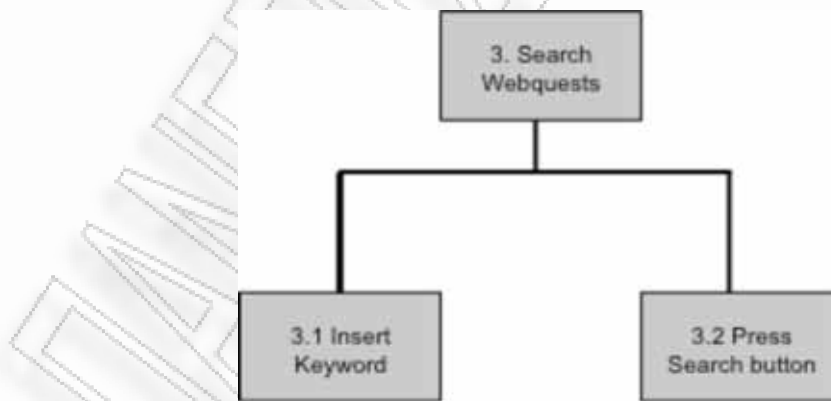 3. Search
Webquests
3.1 Insert
Keyword
3.2 Press
Search button